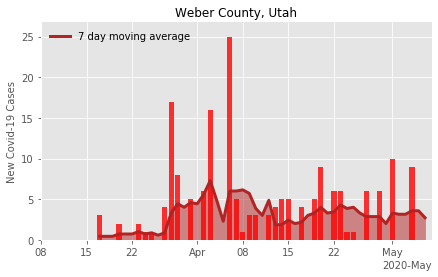 Weber County, Utah
7 day moving average
New Covid-19 Cases
25
20
15
10
5
0
08 15 22 Apr 08 15 22 May
2020-May